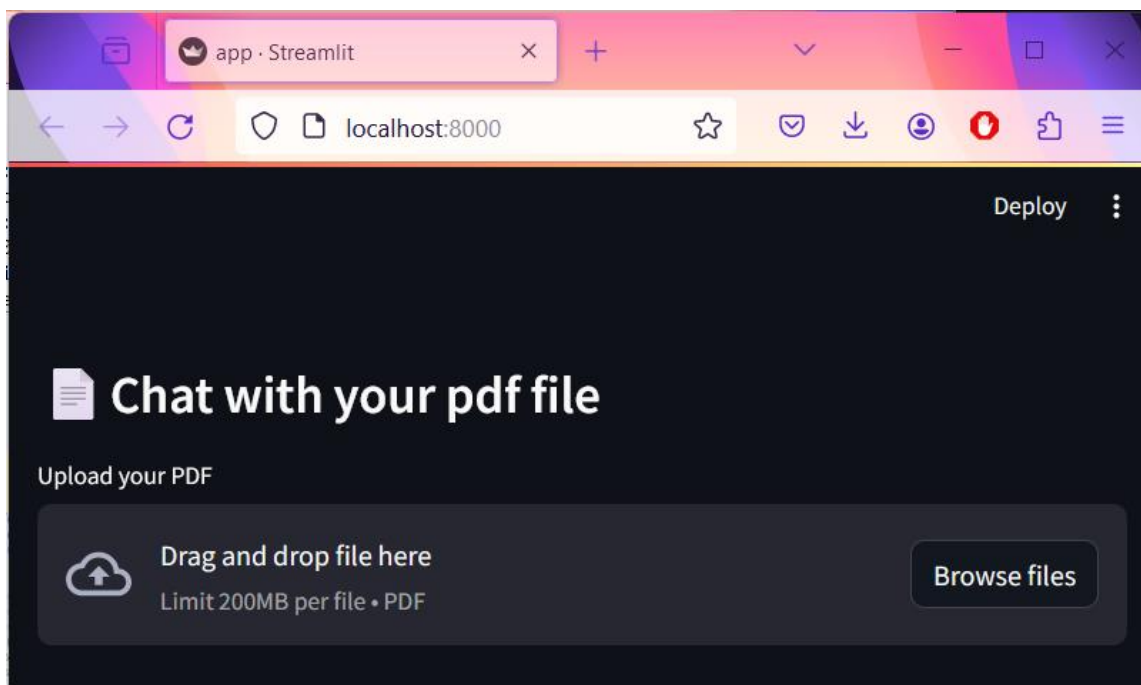 app · Streamlit
localhost:8000
Deploy
Chat with your pdf file
Upload your PDF
Drag and drop file here
Limit 200MB per file • PDF
Browse files